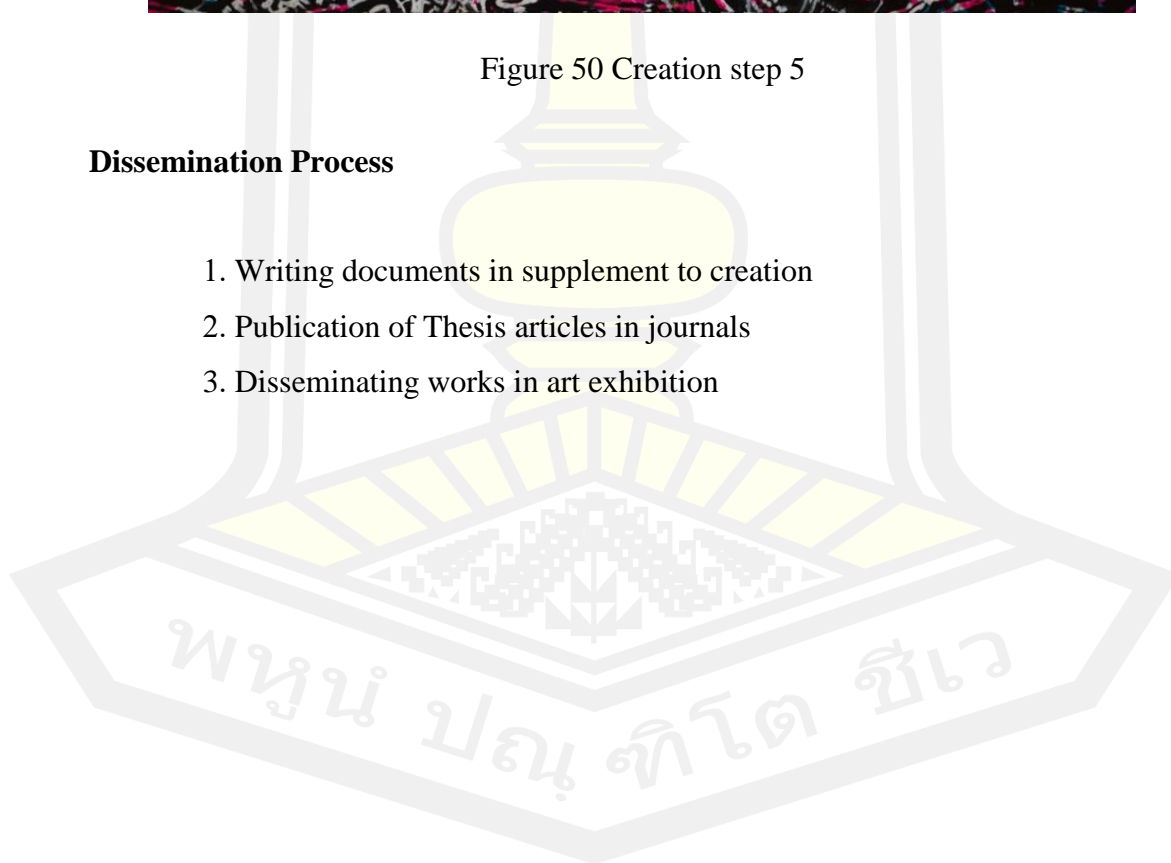 Figure 50 Creation step 5
Dissemination Process
1. Writing documents in supplement to creation
2. Publication of Thesis articles in journals
3. Disseminating works in art exhibition
พหูนํ ปณฺฑิโต ชีเว